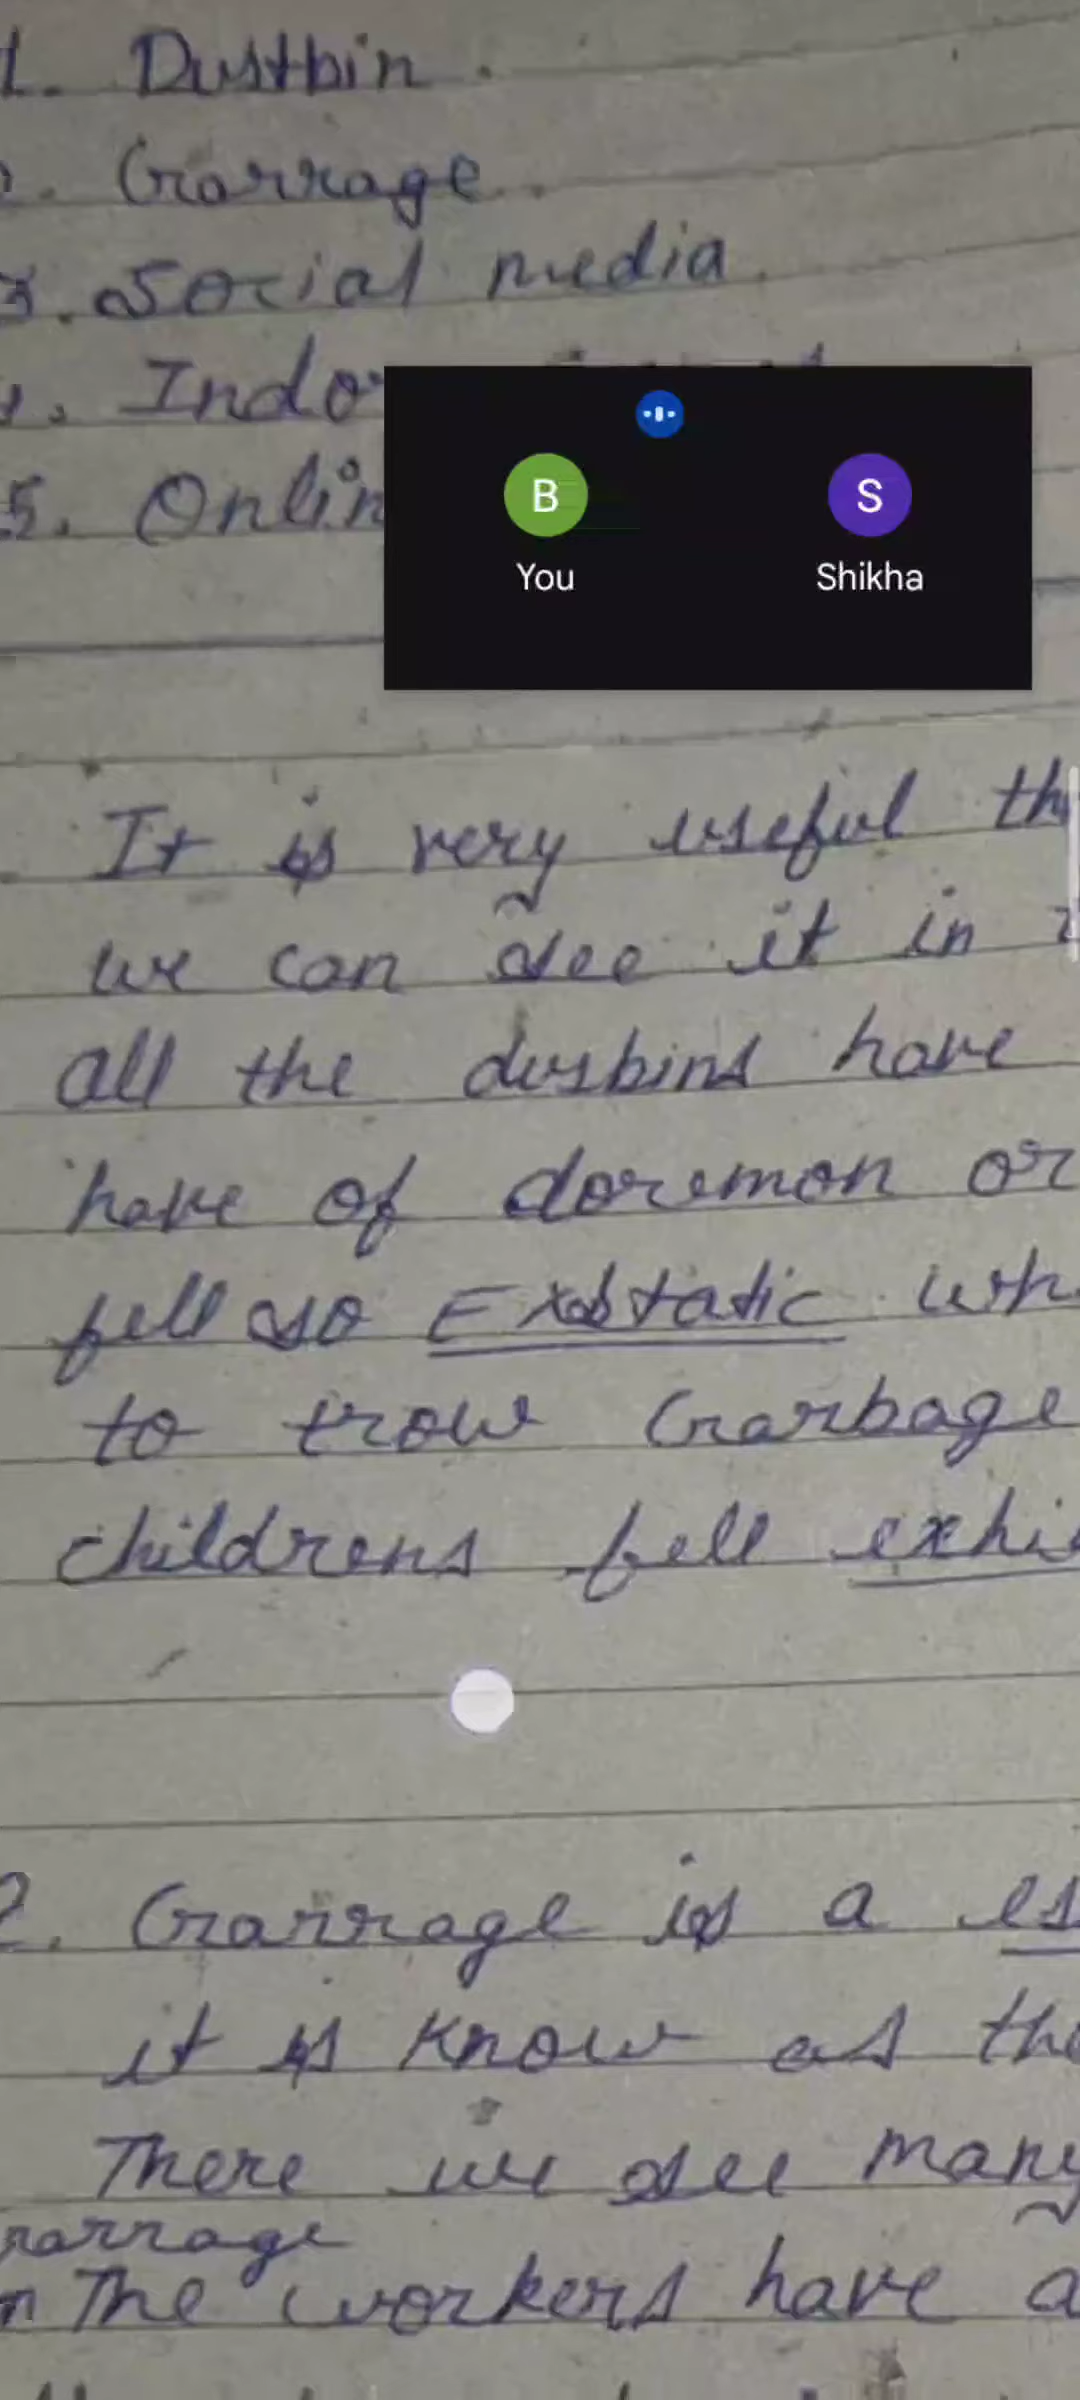 1. Dustbin.
. Garrage.
3. Social media.
. Indo
5. Onlin
B
S
You
Shikha
It is very useful th
we can see it in
all the dusbins have
have of doremon or
fell so Exstatic wh
to trow Garbage
childrens fell exhi
2. Garrage is a es
it is know as the
There we see many
garrage
The workers have a